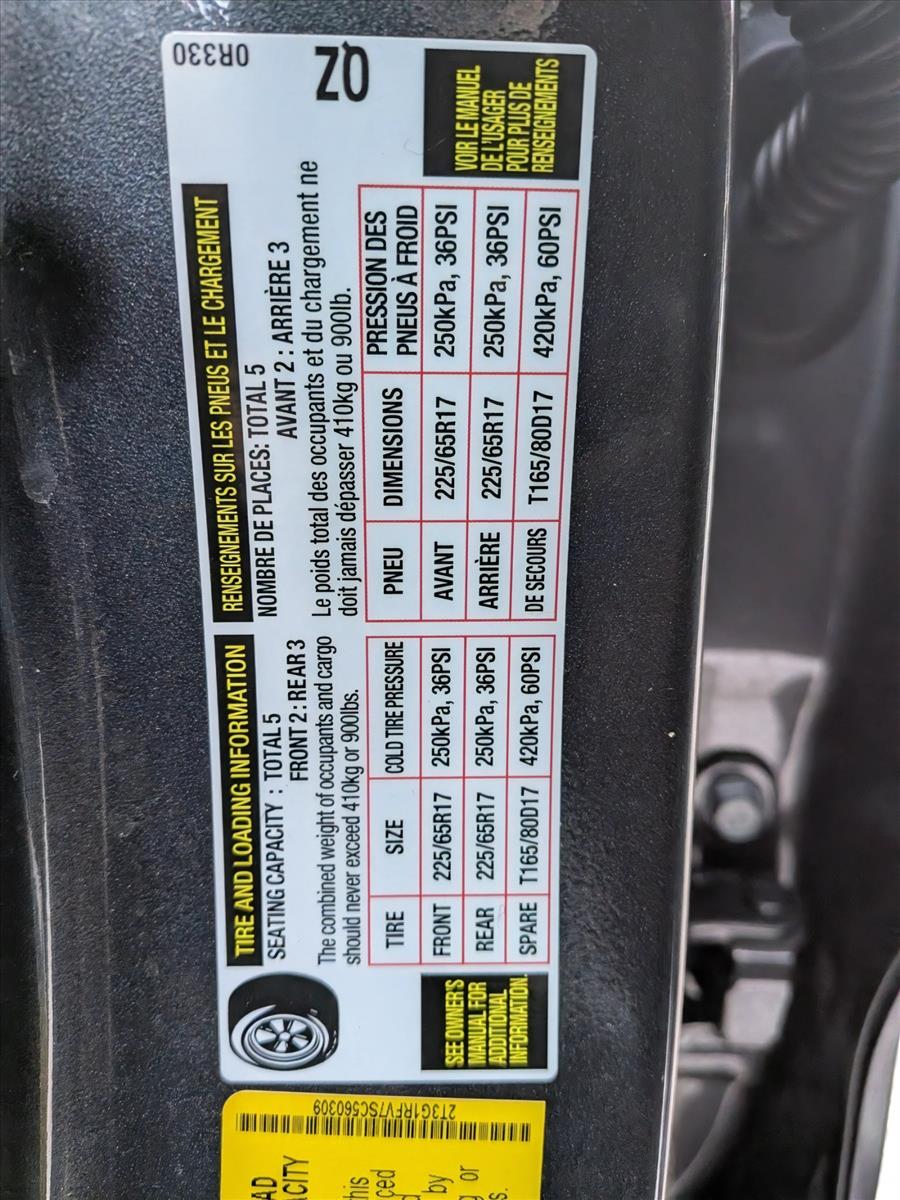 TIRE AND LOADING INFORMATION
SEATING CAPACITY : TOTAL 5
FRONT 2 : REAR 3
The combined weight of occupants and cargo
should never exceed 410kg or 900lbs.
TIRE SIZE COLD TIRE PRESSURE
FRONT 225/65R17 250kPa, 36PSI
REAR 225/65R17 250kPa, 36PSI
SPARE T165/80D17 420kPa, 60PSI
SEE OWNER'S
MANUAL FOR
ADDITIONAL
INFORMATION.
RENSEIGNEMENTS SUR LES PNEUS ET LE CHARGEMENT
NOMBRE DE PLACES: TOTAL 5
AVANT 2 : ARRIÈRE 3
Le poids total des occupants et du chargement ne
doit jamais dépasser 410kg ou 900lb.
PNEU DIMENSIONS PRESSION DES
PNEUS À FROID
AVANT 225/65R17 250kPa, 36PSI
ARRIÈRE 225/65R17 250kPa, 36PSI
DE SECOURS T165/80D17 420kPa, 60PSI
VOIR LE MANUEL
DE L'USAGER
POUR PLUS DE
RENSEIGNEMENTS
0R330
QZ
2T3G1RFV7SC560309
AD
CITY
his
ced
by
or
s.